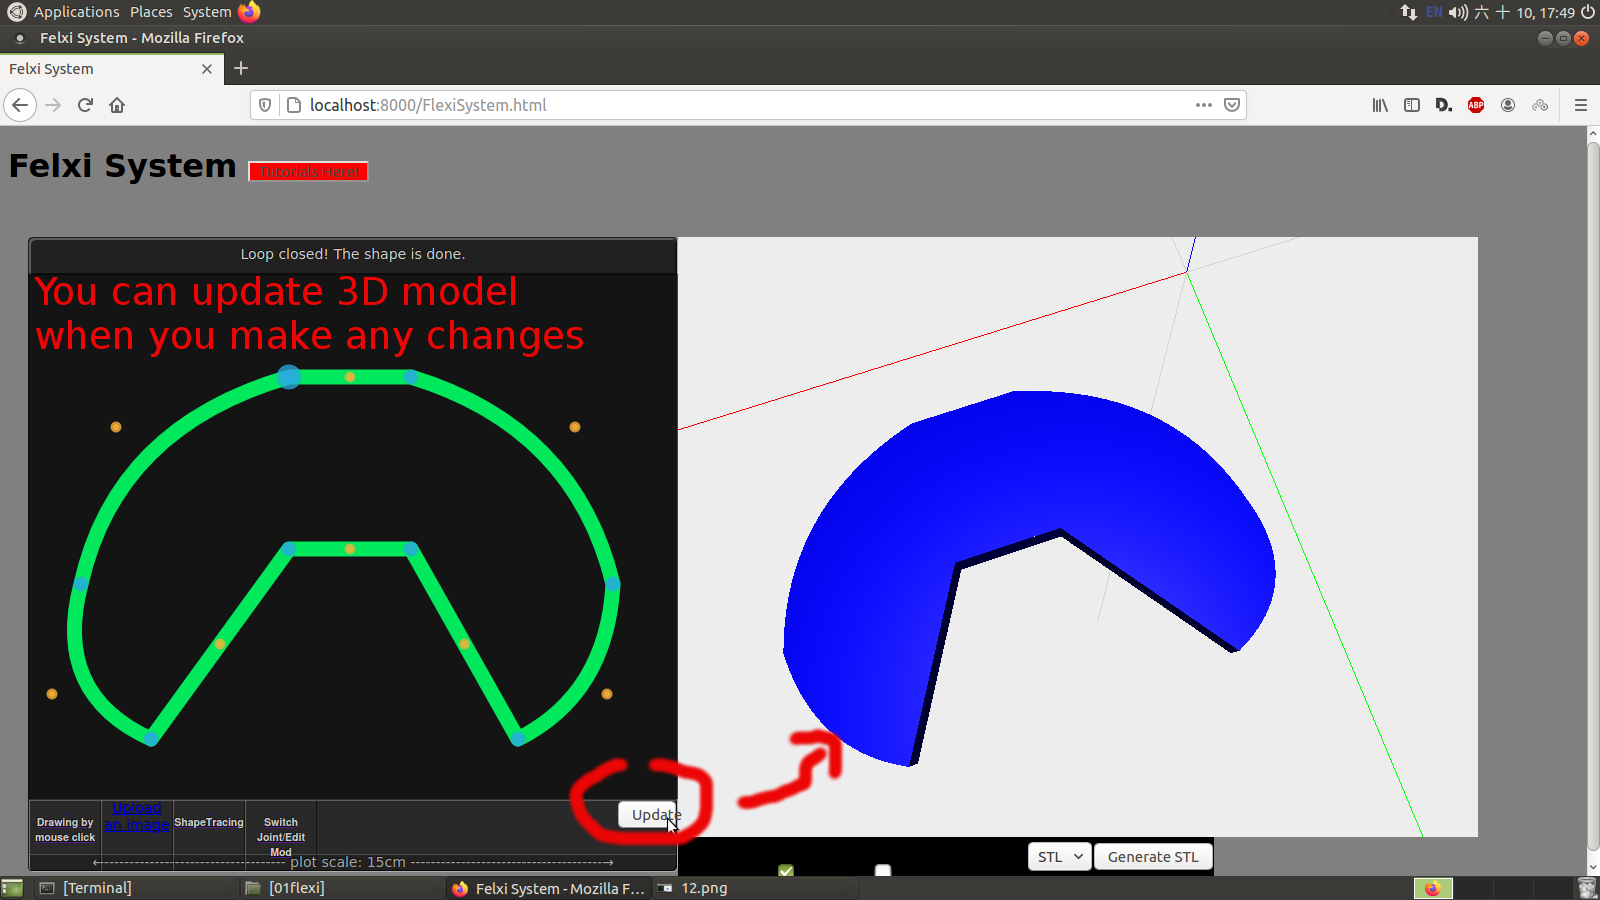 Applications Places System
EN 六 十 10, 17:49
Felxi System - Mozilla Firefox
Felxi System
localhost:8000/FlexiSystem.html
D.
ABP
Felxi System
Tutorials Here!
Loop closed! The shape is done.
You can update 3D model
when you make any changes
Drawing by
mouse click
Upload
an image
ShapeTracing
Switch
Joint/Edit
Mod
Update
←------------------------------------ plot scale: 15cm --------------------------------------→
STL
Generate STL
[Terminal]
[01flexi]
Felxi System - Mozilla F...
12.png